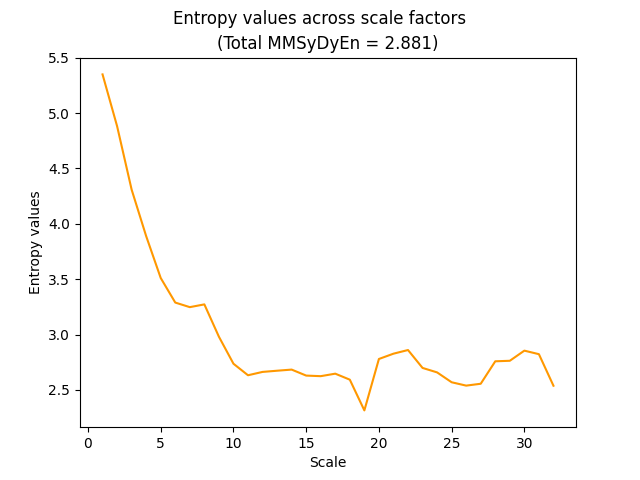 Entropy values across scale factors
(Total MMSyDyEn = 2.881)
5.5
5.0
4.5
4.0
3.5
3.0
2.5
Entropy values
0 5 10 15 20 25 30
Scale